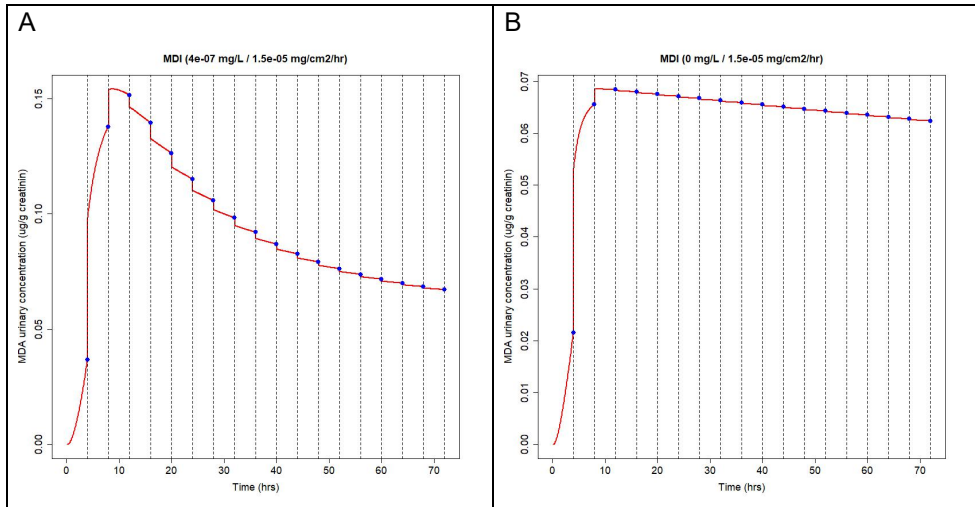 A
MDI (4e-07 mg/L / 1.5e-05 mg/cm2/hr)
MDA urinary concentration (ug/g creatinin)
0.15
0.10
0.05
0.00
0 10 20 30 40 50 60 70
Time (hrs)
B
MDI (0 mg/L / 1.5e-05 mg/cm2/hr)
MDA urinary concentration (ug/g creatinin)
0.07
0.06
0.05
0.04
0.03
0.02
0.01
0.00
0 10 20 30 40 50 60 70
Time (hrs)